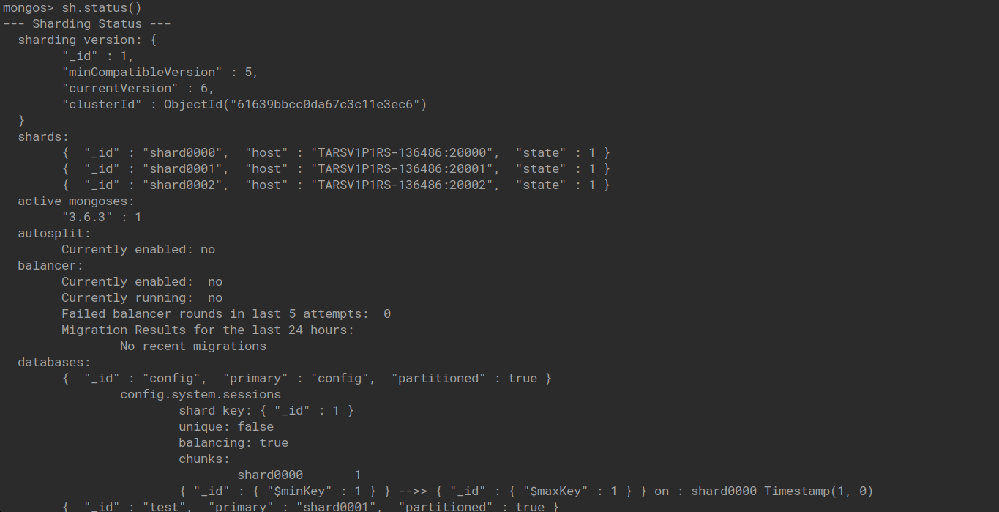 mongos> sh.status()
--- Sharding Status ---
  sharding version: {
        "_id" : 1,
        "minCompatibleVersion" : 5,
        "currentVersion" : 6,
        "clusterId" : ObjectId("61639bbcc0da67c3c11e3ec6")
  }
  shards:
        {  "_id" : "shard0000",  "host" : "TARSV1P1RS-136486:20000",  "state" : 1 }
        {  "_id" : "shard0001",  "host" : "TARSV1P1RS-136486:20001",  "state" : 1 }
        {  "_id" : "shard0002",  "host" : "TARSV1P1RS-136486:20002",  "state" : 1 }
  active mongoses:
        "3.6.3" : 1
  autosplit:
        Currently enabled: no
  balancer:
        Currently enabled:  no
        Currently running:  no
        Failed balancer rounds in last 5 attempts:  0
        Migration Results for the last 24 hours:
                No recent migrations
  databases:
        {  "_id" : "config",  "primary" : "config",  "partitioned" : true }
                config.system.sessions
                        shard key: { "_id" : 1 }
                        unique: false
                        balancing: true
                        chunks:
                                shard0000       1
                        { "_id" : { "$minKey" : 1 } } -->> { "_id" : { "$maxKey" : 1 } } on : shard0000 Timestamp(1, 0)
        {  "_id" : "test",  "primary" : "shard0001",  "partitioned" : true }